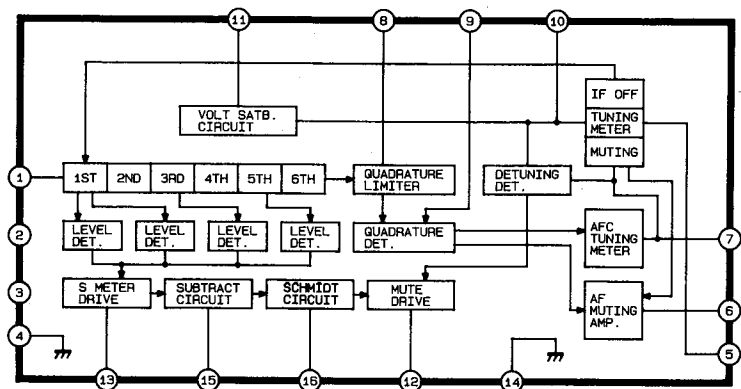 11
8
9
10
IF OFF
VOLT SATB.
CIRCUIT
TUNING
METER
MUTING
1
1ST 2ND 3RD 4TH 5TH 6TH
QUADRATURE
LIMITER
DETUNING
DET.
2
LEVEL
DET.
LEVEL
DET.
LEVEL
DET.
LEVEL
DET.
QUADRATURE
DET.
AFC
TUNING
METER
7
3
S METER
DRIVE
SUBTRACT
CIRCUIT
SCHMIDT
CIRCUIT
MUTE
DRIVE
AF
MUTING
AMP.
6
4
5
13
15
16
12
14